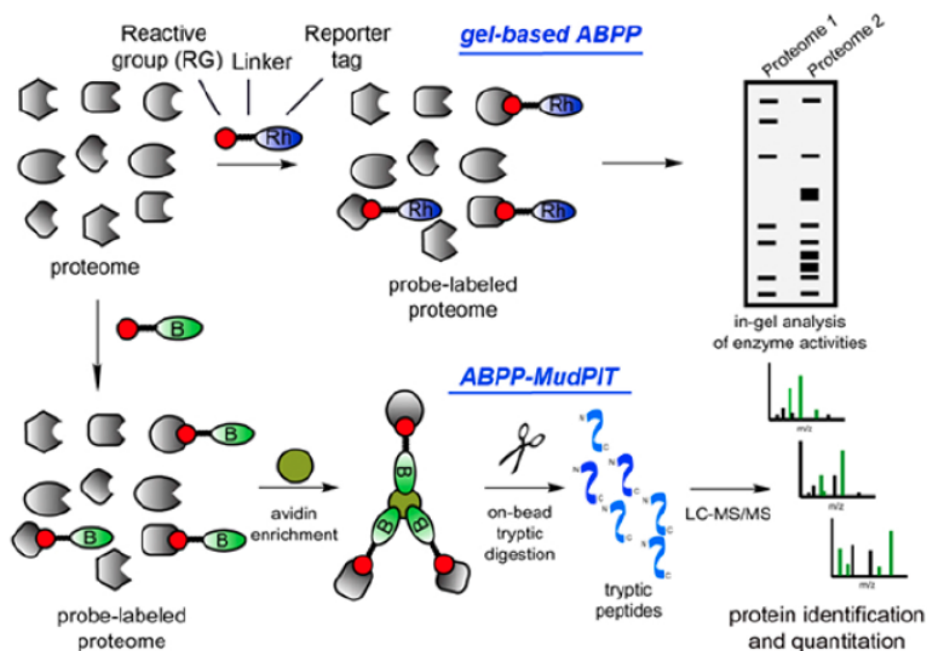 Reactive
group (RG)
Linker
Reporter
tag
gel-based ABPP
Proteome 1
Proteome 2
Rh
Rh
Rh
Rh
proteome
probe-labeled
proteome
in-gel analysis
of enzyme activities
B
ABPP-MudPIT
B
B
B
avidin
enrichment
B
B
B
on-bead
tryptic
digestion
N
C
N
C
N
C
N
C
N
C
N
C
tryptic
peptides
LC-MS/MS
m/z
m/z
m/z
probe-labeled
proteome
protein identification
and quantitation